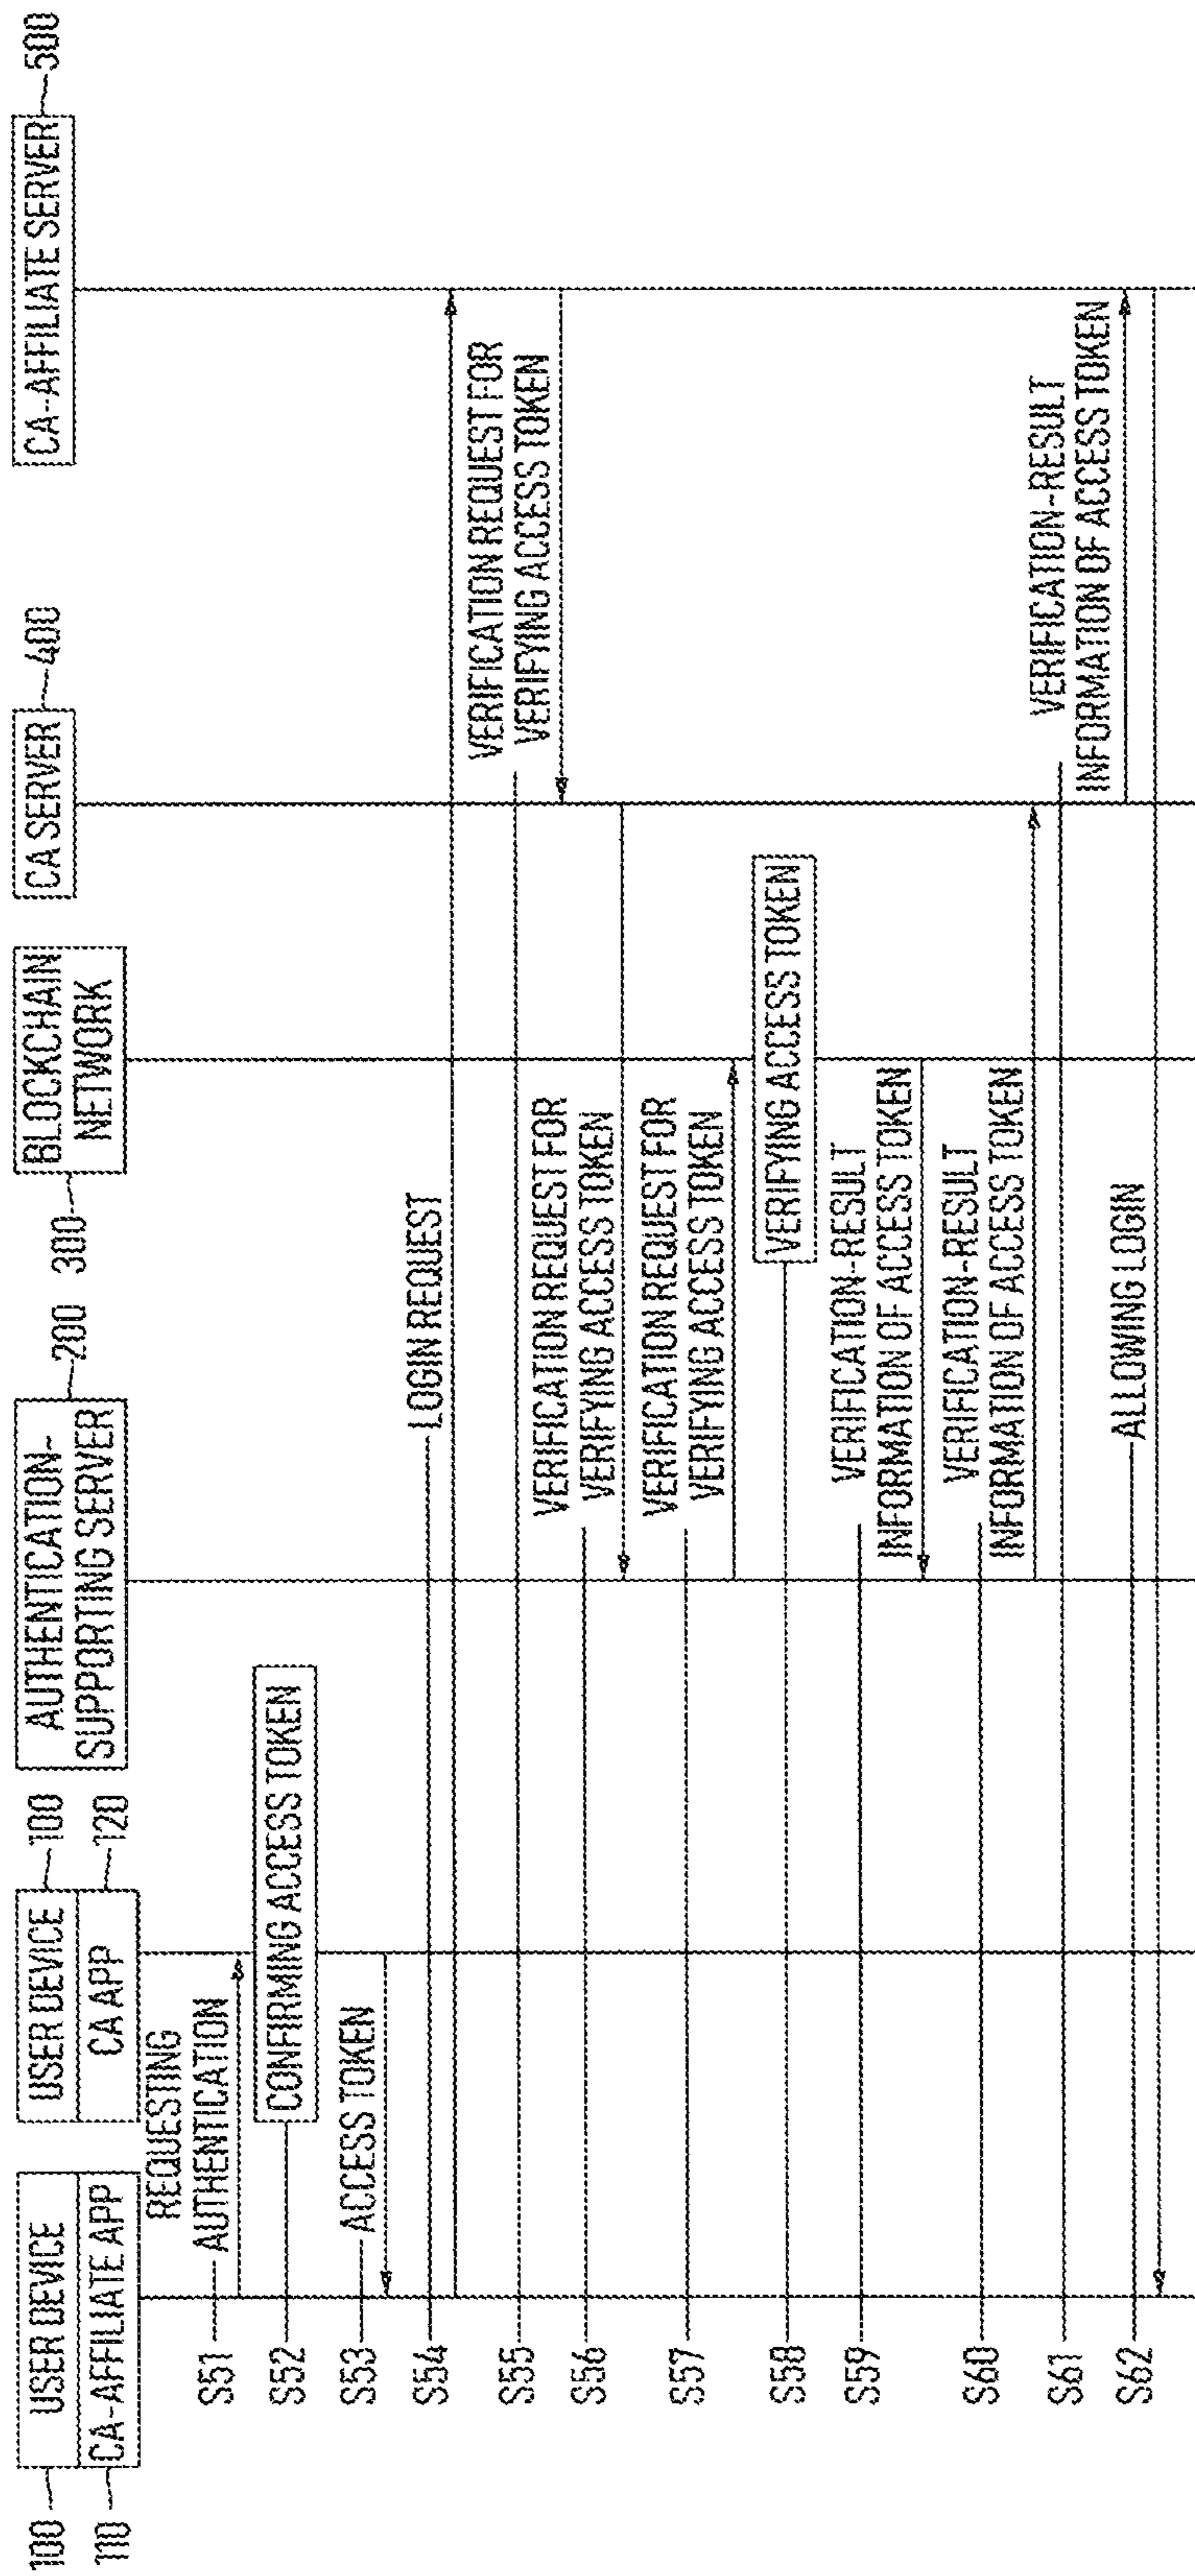 100
USER DEVICE
110
CA-AFFILIATE APP
USER DEVICE
100
CA APP
120
AUTHENTICATION-
SUPPORTING SERVER
200
300
BLOCKCHAIN
NETWORK
CA SERVER
400
CA-AFFILIATE SERVER
500
S51
REQUESTING
AUTHENTICATION
S52
CONFIRMING ACCESS TOKEN
S53
ACCESS TOKEN
S54
LOGIN REQUEST
S55
VERIFICATION REQUEST FOR
VERIFYING ACCESS TOKEN
S56
VERIFICATION REQUEST FOR
VERIFYING ACCESS TOKEN
S57
VERIFICATION REQUEST FOR
VERIFYING ACCESS TOKEN
S58
VERIFYING ACCESS TOKEN
S59
VERIFICATION-RESULT
INFORMATION OF ACCESS TOKEN
S60
VERIFICATION-RESULT
INFORMATION OF ACCESS TOKEN
S61
VERIFICATION-RESULT
INFORMATION OF ACCESS TOKEN
S62
ALLOWING LOGIN